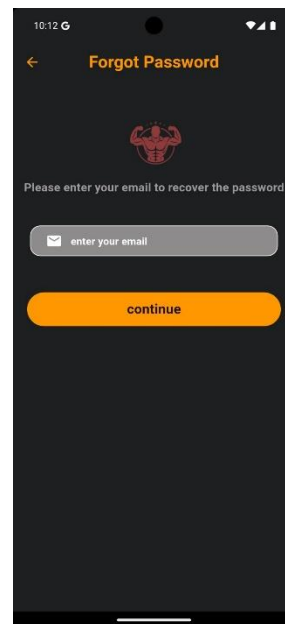 10:12 G
Forgot Password
Please enter your email to recover the password
enter your email
continue